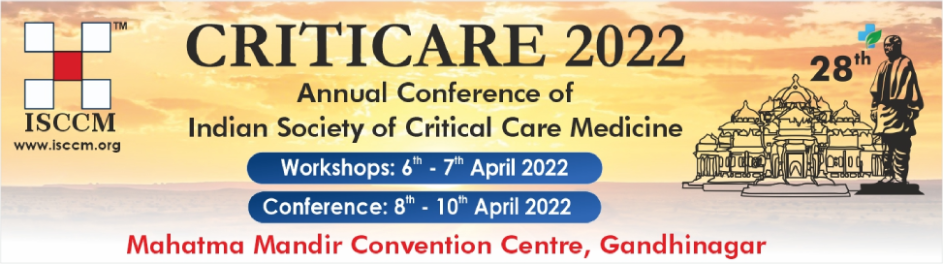 TM
ISCCM
www.isccm.org
CRITICARE 2022
Annual Conference of
Indian Society of Critical Care Medicine
28th
Workshops: 6th - 7th April 2022
Conference: 8th - 10th April 2022
Mahatma Mandir Convention Centre, Gandhinagar